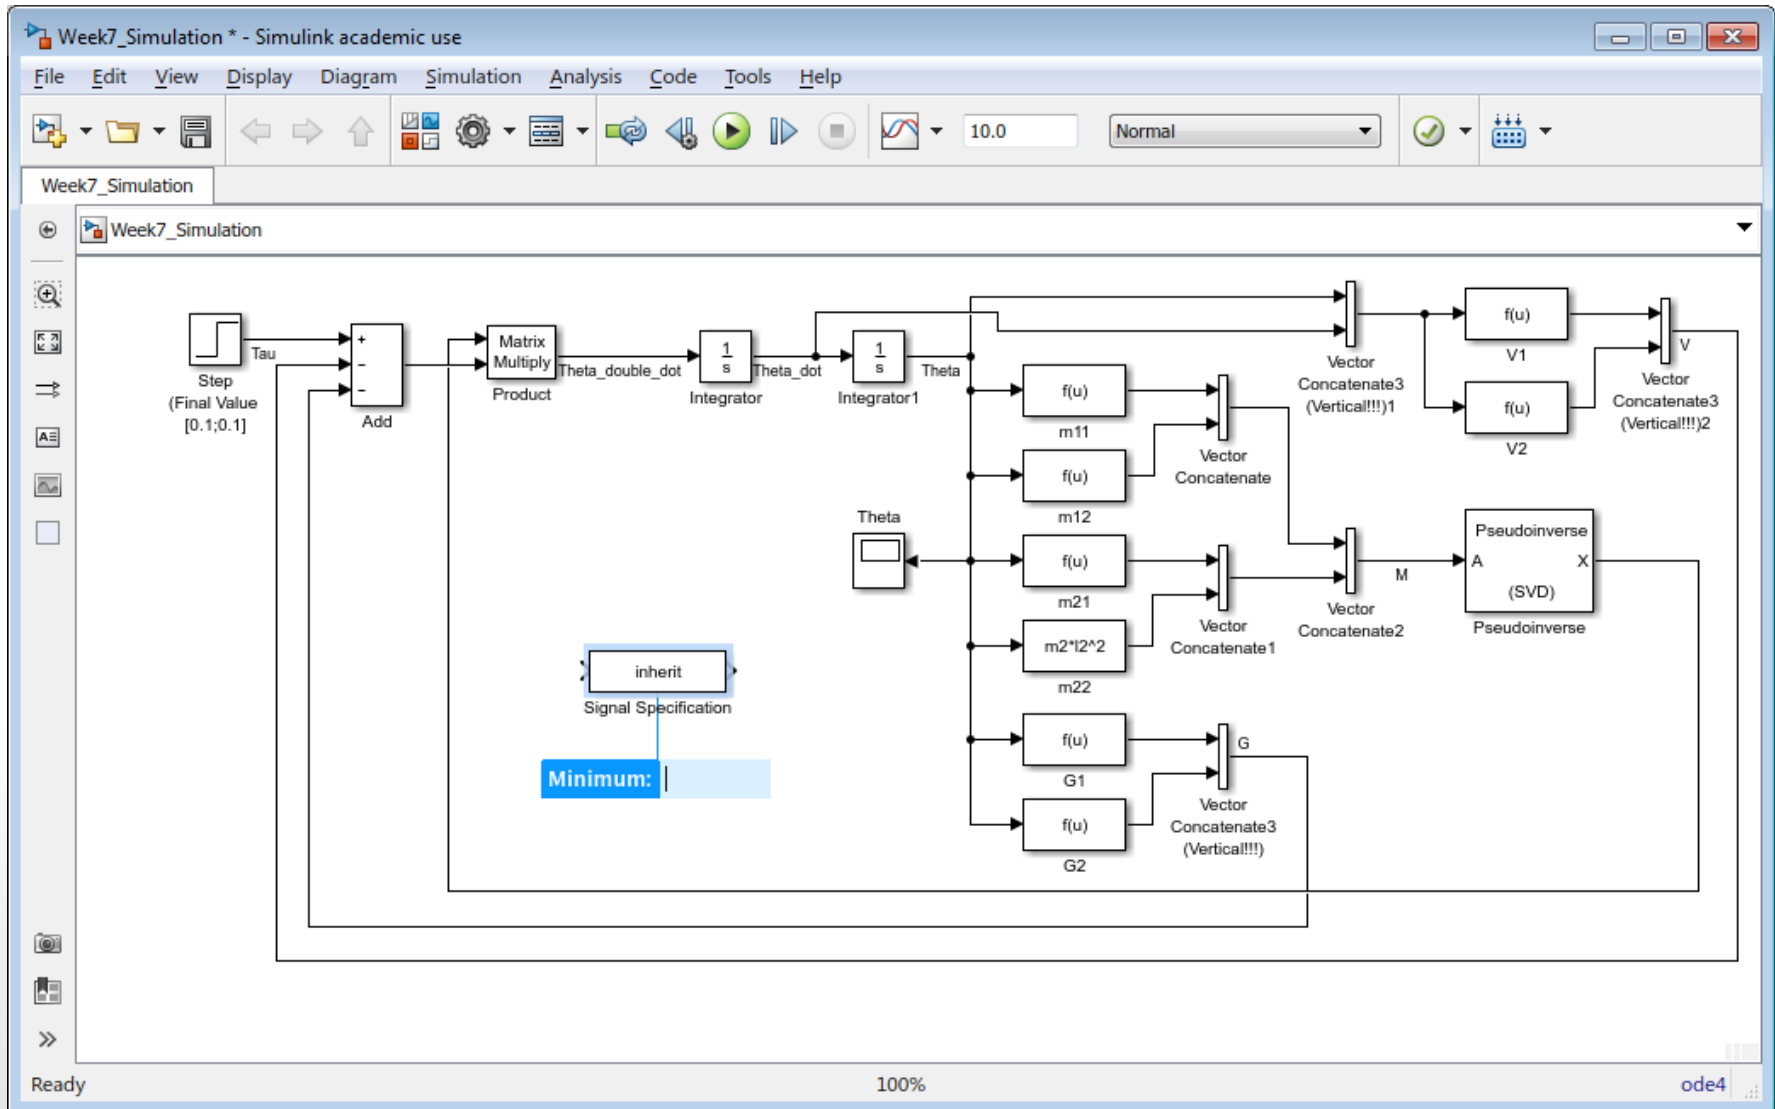 Week7_Simulation * - Simulink academic use
File Edit View Display Diagram Simulation Analysis Code Tools Help
10.0
Normal
Week7_Simulation
Week7_Simulation
Step
(Final Value
[0.1;0.1]
Tau
+
−
−
Add
Matrix
Multiply
Product
Theta_double_dot
1
s
Integrator
Theta_dot
1
s
Integrator1
Theta
Vector
Concatenate3
(Vertical!!!)1
f(u)
V1
f(u)
V2
V
Vector
Concatenate3
(Vertical!!!)2
f(u)
m11
f(u)
m12
Vector
Concatenate
Theta
f(u)
m21
m2*l2^2
m22
Vector
Concatenate1
Vector
Concatenate2
M
Pseudoinverse
A X
(SVD)
Pseudoinverse
inherit
Signal Specification
Minimum:
f(u)
G1
f(u)
G2
G
Vector
Concatenate3
(Vertical!!!)
Ready
100%
ode4